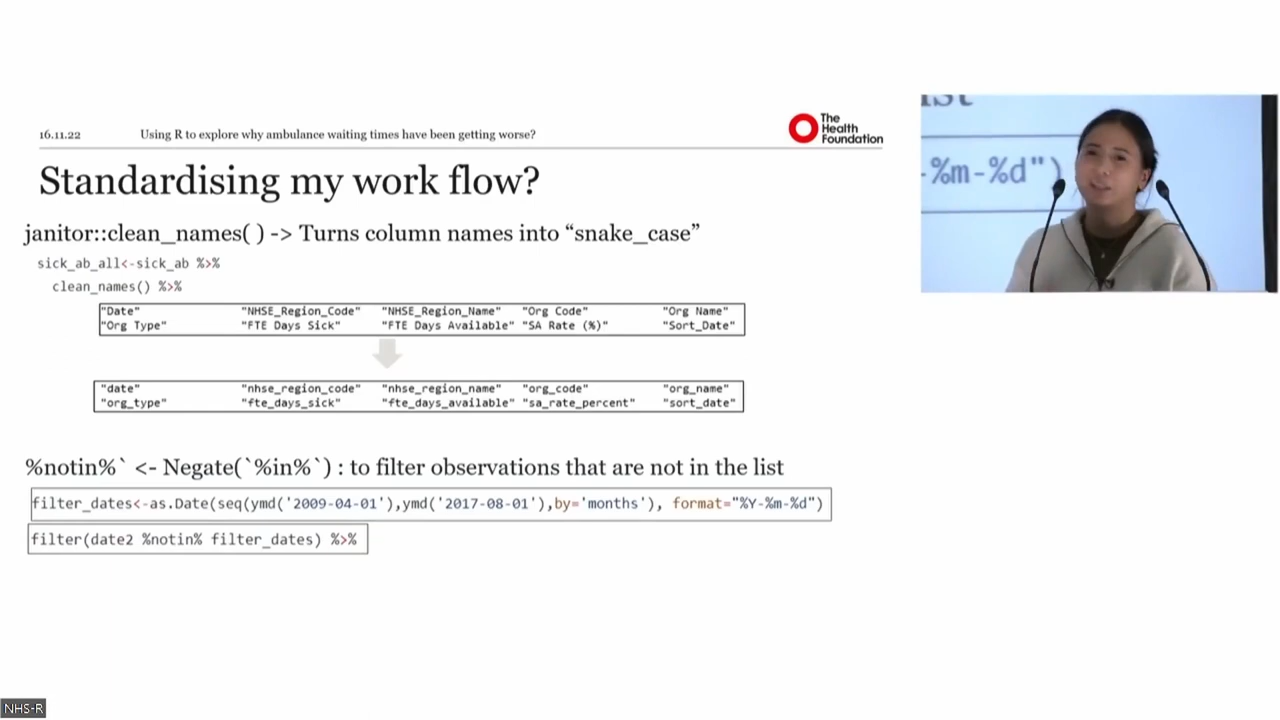 16.11.22 Using R to explore why ambulance waiting times have been getting worse?
The
Health
Foundation
Standardising my work flow?
janitor::clean_names( ) -> Turns column names into “snake_case”
sick_ab_all<-sick_ab %>%
clean_names() %>%
"Date" "NHSE_Region_Code" "NHSE_Region_Name" "Org Code" "Org Name"
"Org Type" "FTE Days Sick" "FTE Days Available" "SA Rate (%)" "Sort_Date"
"date" "nhse_region_code" "nhse_region_name" "org_code" "org_name"
"org_type" "fte_days_sick" "fte_days_available" "sa_rate_percent" "sort_date"
%notin%` <- Negate(`%in%`) : to filter observations that are not in the list
filter_dates<-as.Date(seq(ymd('2009-04-01'),ymd('2017-08-01'),by='months'), format="%Y-%m-%d")
filter(date2 %notin% filter_dates) %>%
-%m-%d")
NHS-R